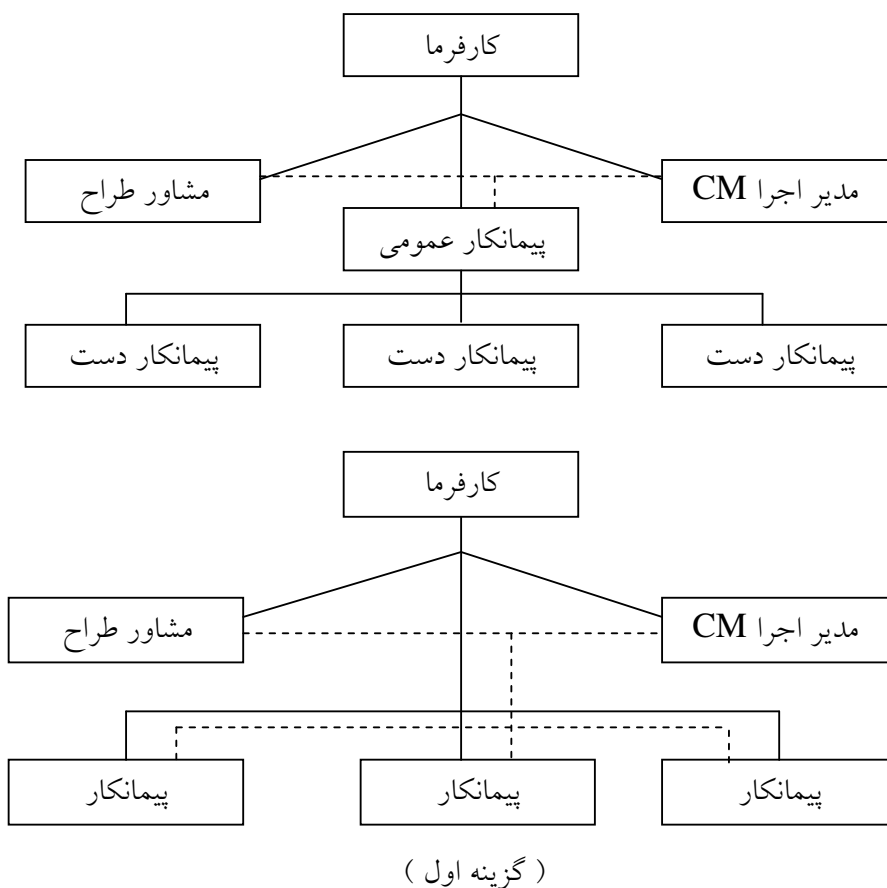 کارفرما
مشاور طراح
مدیر اجرا CM
پیمانکار عمومی
پیمانکار دست
پیمانکار دست
پیمانکار دست
کارفرما
مشاور طراح
مدیر اجرا CM
پیمانکار
پیمانکار
پیمانکار
( گزینه اول )